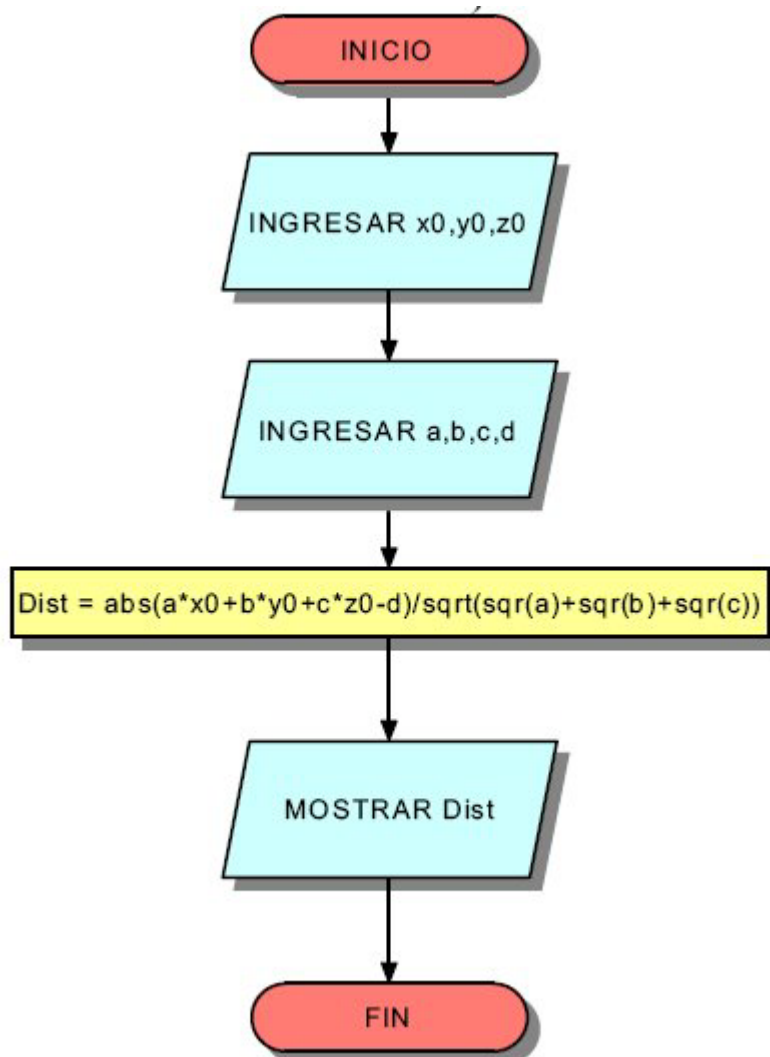 INICIO
INGRESAR x0,y0,z0
INGRESAR a,b,c,d
Dist = abs(a*x0+b*y0+c*z0-d)/sqrt(sqr(a)+sqr(b)+sqr(c))
MOSTRAR Dist
FIN